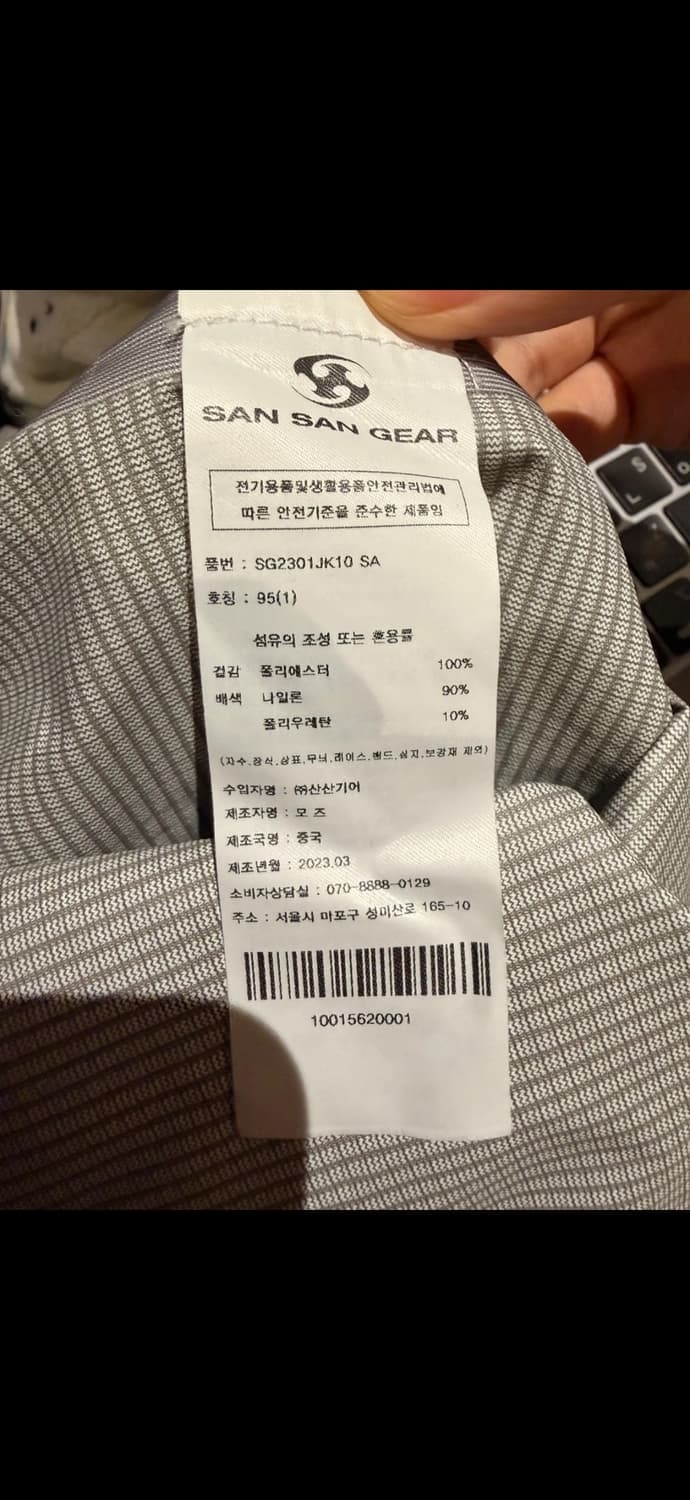 SAN SAN GEAR
전기용품및생활용품안전관리법에
따른 안전기준을 준수한 제품임
품번 : SG2301JK10 SA
호칭 : 95(1)
섬유의 조성 또는 혼용률
겉감 폴리에스터 100%
배색 나일론 90%
폴리우레탄 10%
(자수,장식,상표,무늬,레이스,밴드,심지,보강재 제외)
수입자명 : ㈜산산기어
제조자명 : 모 즈
제조국명 : 중국
제조년월 : 2023.03
소비자상담실 : 070-8888-0129
주소 : 서울시 마포구 성미산로 165-10
10015620001
S
L